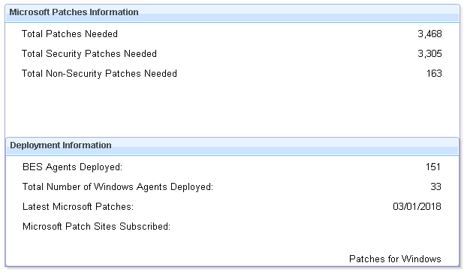 Microsoft Patches Information
Total Patches Needed 3,468
Total Security Patches Needed 3,305
Total Non-Security Patches Needed 163
Deployment Information
BES Agents Deployed: 151
Total Number of Windows Agents Deployed: 33
Latest Microsoft Patches: 03/01/2018
Microsoft Patch Sites Subscribed:
Patches for Windows